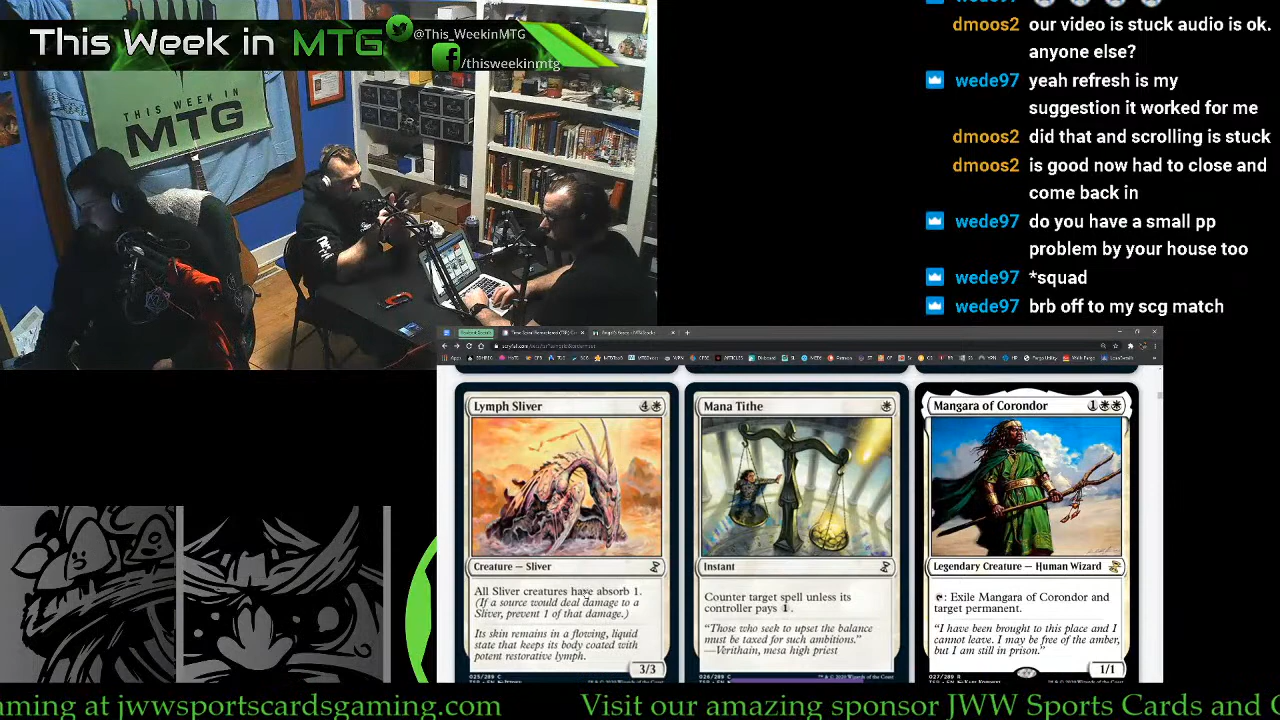 This Week in MTG
@This_WeekinMTG
/thisweekinmtg
THIS WEEK IN
MTG
dmoos2 our video is stuck audio is ok.
anyone else?
wede97 yeah refresh is my
suggestion it worked for me
dmoos2 did that and scrolling is stuck
dmoos2 is good now had to close and
come back in
wede97 do you have a small pp
problem by your house too
wede97 *squad
wede97 brb off to my scg match
Lymph Sliver 4
Creature — Sliver
All Sliver creatures have absorb 1.
(If a source would deal damage to a
Sliver, prevent 1 of that damage.)
Its skin remains in a flowing, liquid
state that keeps its body coated with
potent restorative lymph.
3/3
025/289 C
Mana Tithe
Instant
Counter target spell unless its
controller pays 1.
“Those who seek to upset the balance
must be taxed for such ambitions.”
—Verithain, mesa high priest
026/289 C
Mangara of Corondor 1
Legendary Creature — Human Wizard
: Exile Mangara of Corondor and
target permanent.
“I have been brought to this place and I
cannot leave. I may be free of the amber,
but I am still in prison.”
1/1
027/289 R
aming at jwwsportscardsgaming.com Visit our amazing sponsor JWW Sports Cards and G